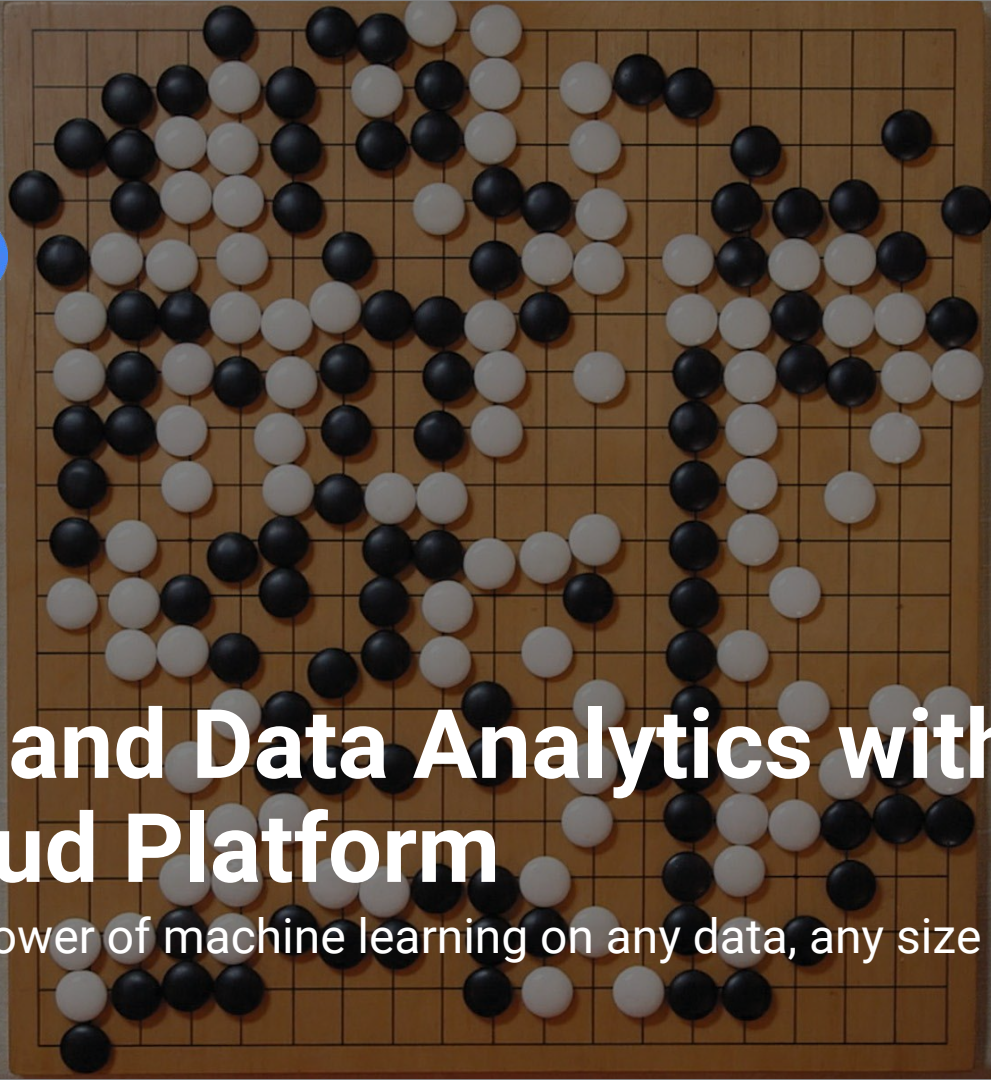 and Data Analytics with
ud Platform
ower of machine learning on any data, any size